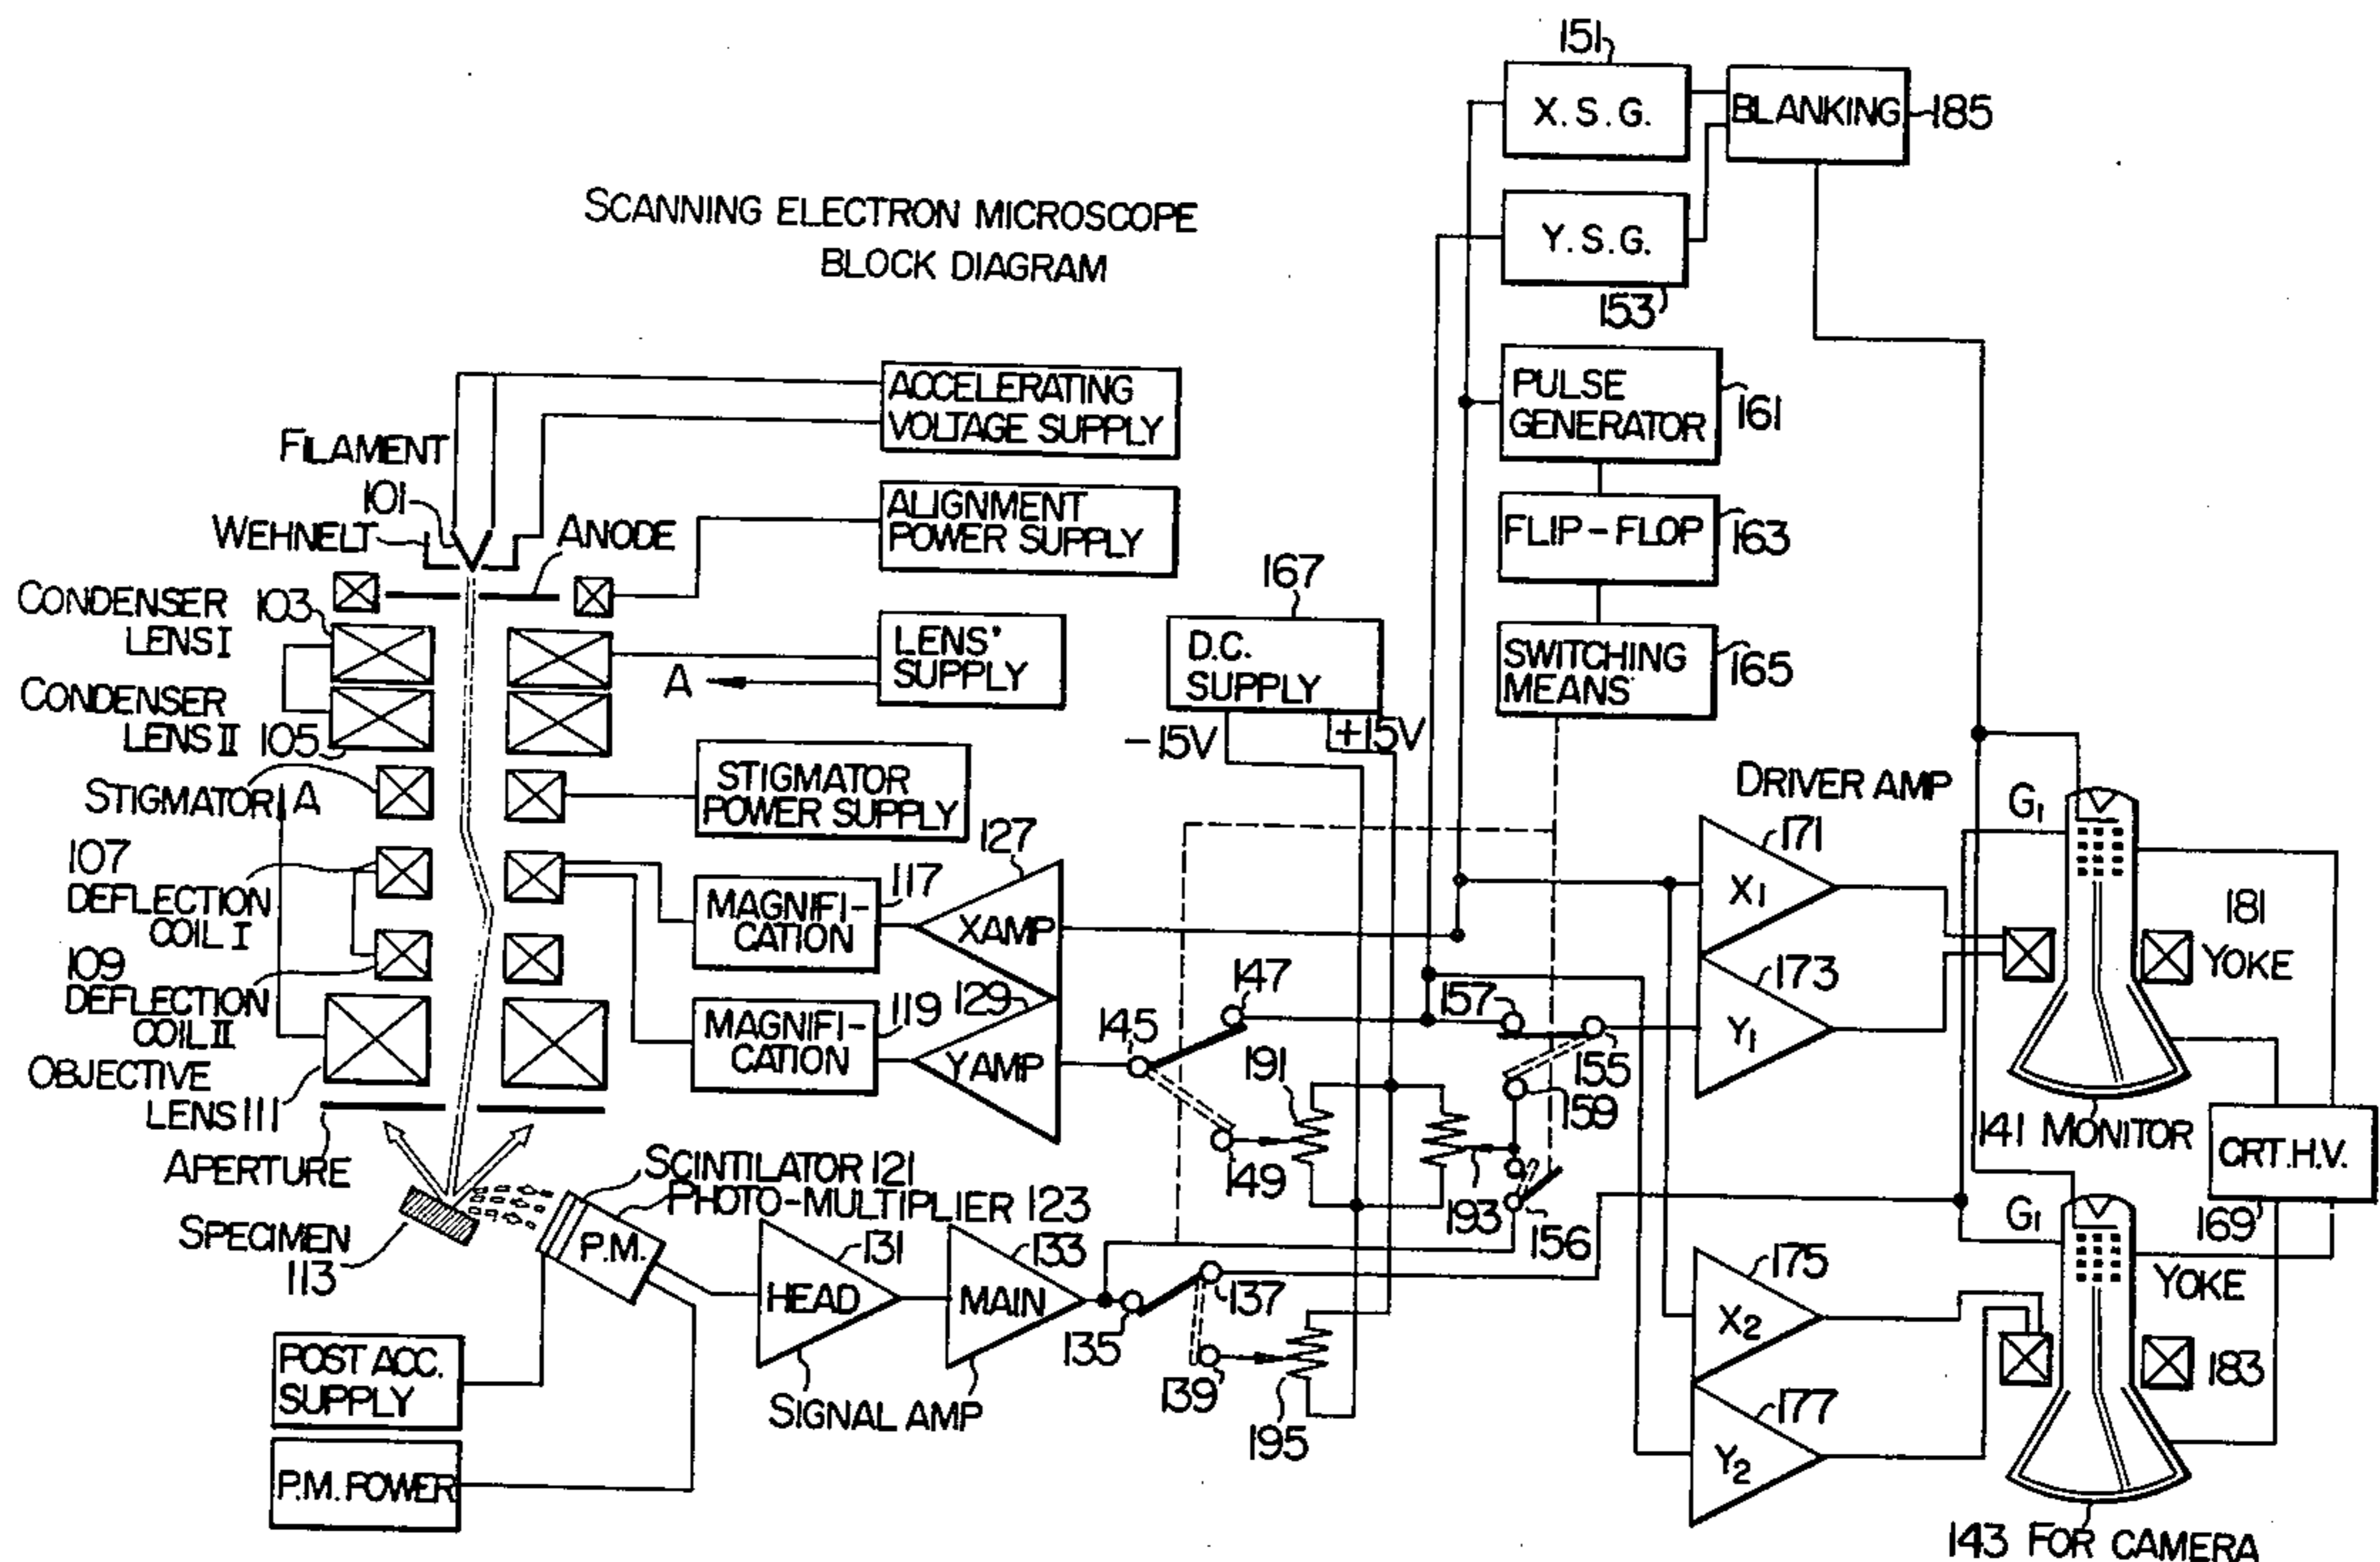 151
X. S. G.
BLANKING
185
SCANNING ELECTRON MICROSCOPE
BLOCK DIAGRAM
Y. S. G.
153
PULSE
GENERATOR
161
ACCELERATING
VOLTAGE SUPPLY
FILAMENT
101
WEHNELT
ANODE
ALIGNMENT
POWER SUPPLY
FLIP-FLOP
163
167
CONDENSER
LENS I
103
LENS'
SUPPLY
A
D.C.
SUPPLY
SWITCHING
MEANS
165
CONDENSER
LENS II
105
-15V
+15V
STIGMATOR
A
STIGMATOR
POWER SUPPLY
DRIVER AMP
G1
107
DEFLECTION
COIL I
127
117
MAGNIFI-
CATION
XAMP
171
X1
181
YOKE
109
DEFLECTION
COIL II
129
119
MAGNIFI-
CATION
YAMP
145
147
157
155
173
Y1
OBJECTIVE
LENS 111
191
159
141 MONITOR
CRT. H.V.
169
APERTURE
149
193
156
SCINTILATOR 121
PHOTO-MULTIPLIER 123
SPECIMEN
113
P.M.
131
HEAD
133
MAIN
135
137
139
195
SIGNAL AMP
G1
YOKE
175
X2
183
177
Y2
POST ACC.
SUPPLY
P.M. POWER
143 FOR CAMERA